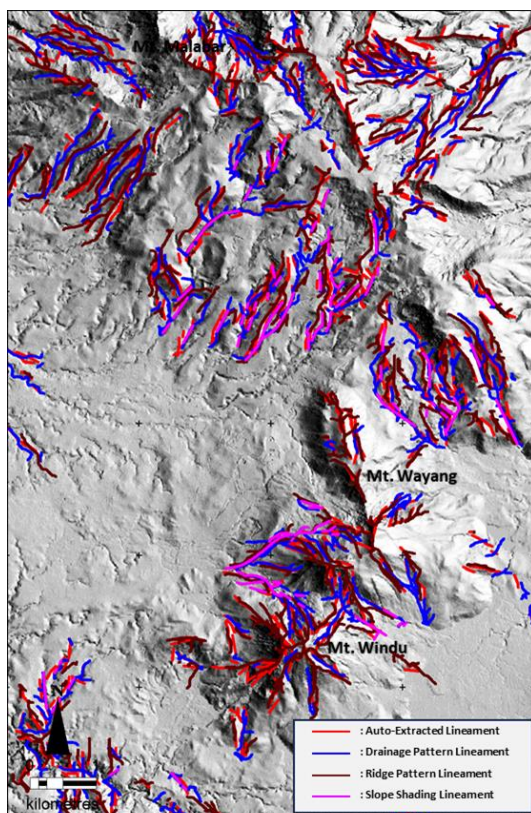 Mt. Malabar
Mt. Wayang
Mt. Windu
N
kilometres
: Auto-Extracted Lineament
: Drainage Pattern Lineament
: Ridge Pattern Lineament
: Slope Shading Lineament